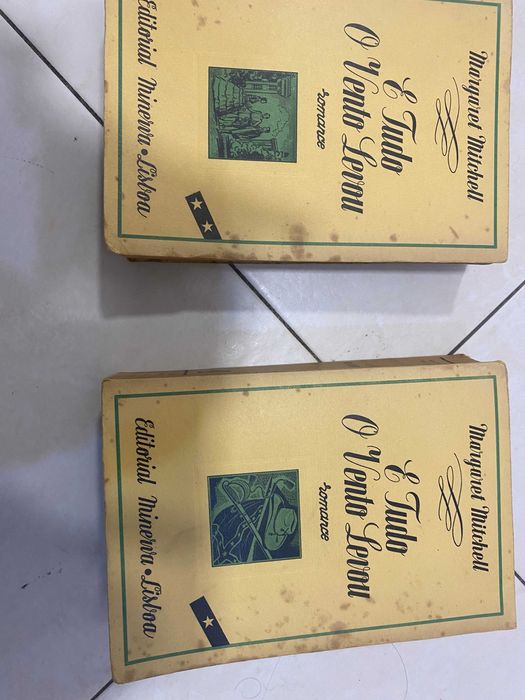 Margaret Mitchell
E Tudo
O Vento Levou
romance
Editorial Minerva • Lisboa
Margaret Mitchell
E Tudo
O Vento Levou
romance
Editorial Minerva • Lisboa